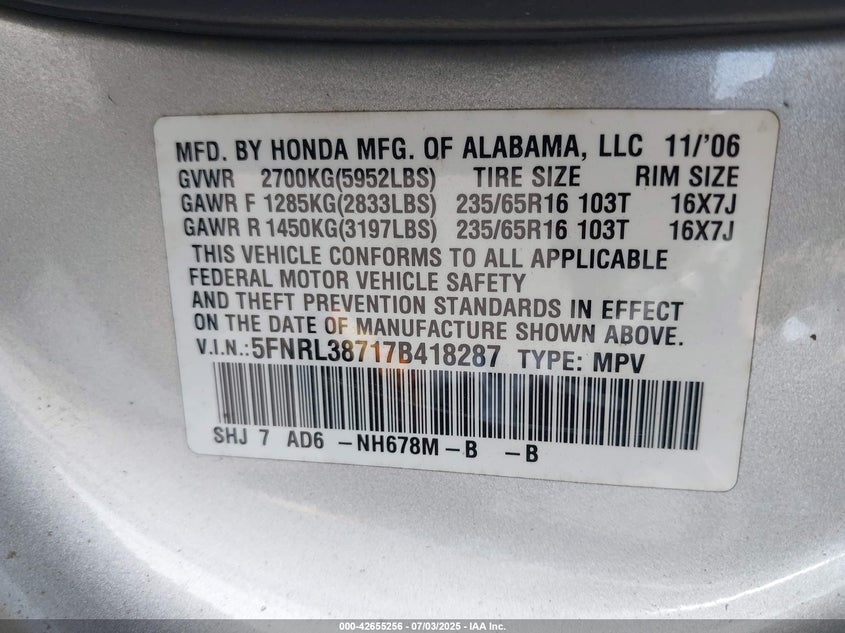 MFD. BY HONDA MFG. OF ALABAMA, LLC 11/'06
GVWR 2700KG(5952LBS) TIRE SIZE RIM SIZE
GAWR F 1285KG(2833LBS) 235/65R16 103T 16X7J
GAWR R 1450KG(3197LBS) 235/65R16 103T 16X7J
THIS VEHICLE CONFORMS TO ALL APPLICABLE
FEDERAL MOTOR VEHICLE SAFETY
AND THEFT PREVENTION STANDARDS IN EFFECT
ON THE DATE OF MANUFACTURE SHOWN ABOVE.
V.I.N.:5FNRL38717B418287 TYPE: MPV
SHJ 7 AD6 -NH678M-B -B
000-42655256 - 07/03/2025 - IAA Inc.